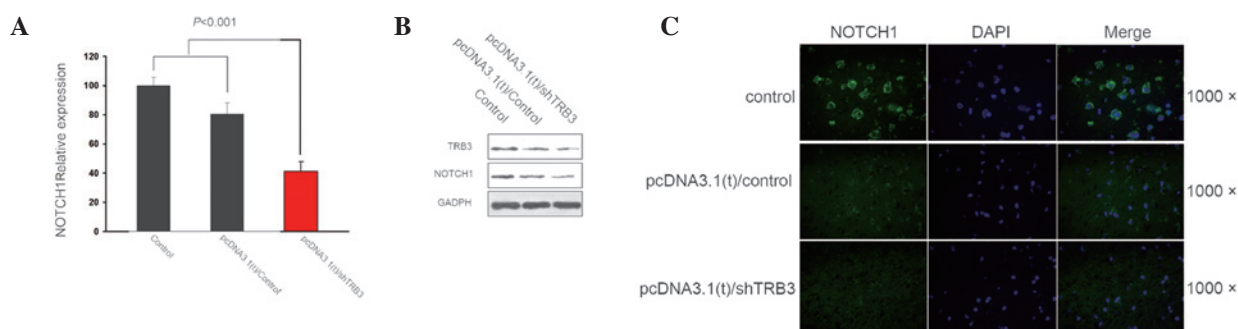 A
P<0.001
NOTCH1Relative expression
120
100
80
60
40
20
0
Control
pcDNA3.1(t)/Control
pcDNA3.1(t)/shTRB3
B
Control
pcDNA3.1(t)/Control
pcDNA3.1(t)/shTRB3
TRB3
NOTCH1
GADPH
C
NOTCH1 DAPI Merge
control 1000 ×
pcDNA3.1(t)/control 1000 ×
pcDNA3.1(t)/shTRB3 1000 ×